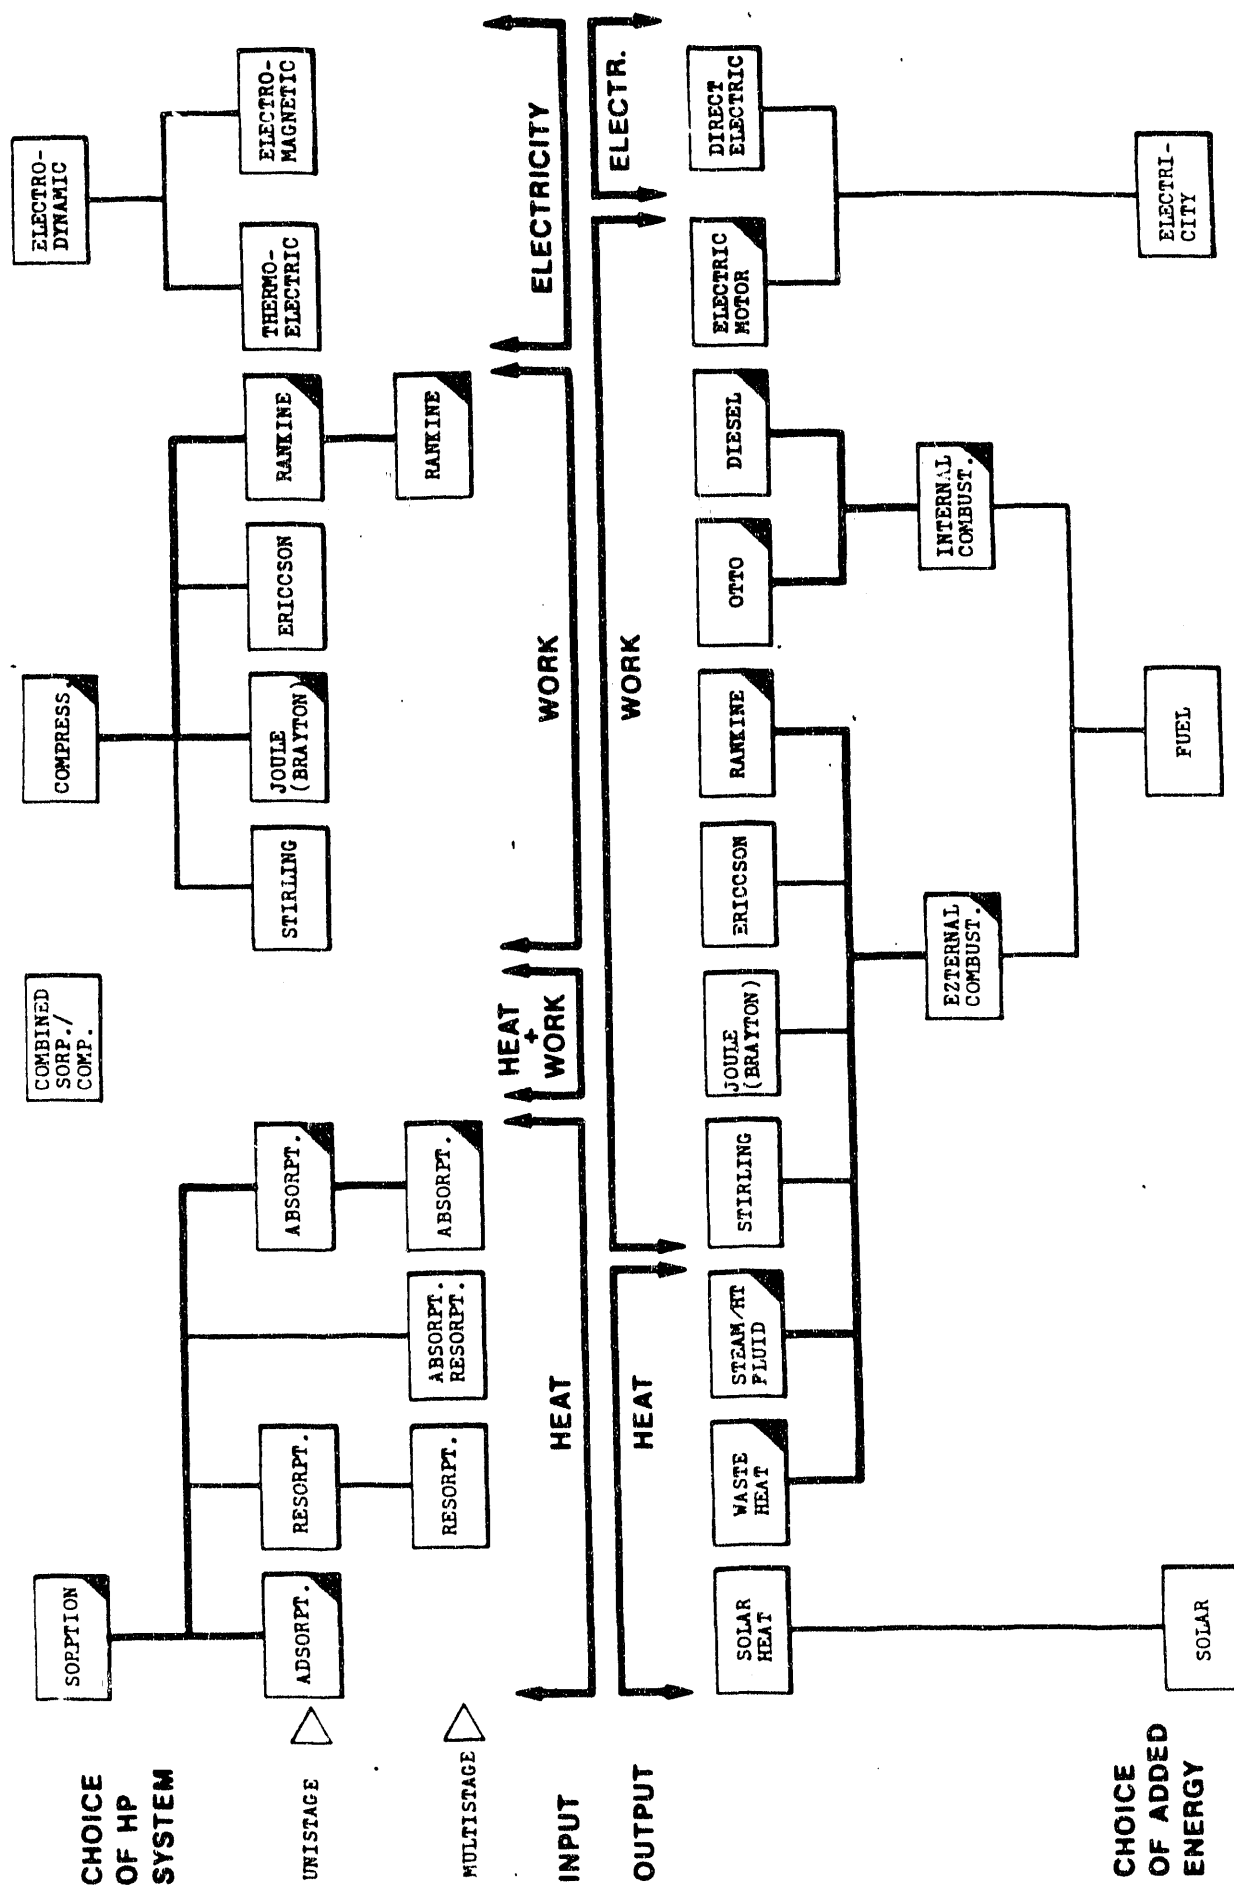 CHOICE
OF HP
SYSTEM
SORPTION
COMBINED
SORP./
COMP.
COMPRESS.
ELECTRO-
DYNAMIC
UNISTAGE
ADSORPT.
RESORPT.
ABSORPT.
STIRLING
JOULE
(BRAYTON)
ERICCSON
RANKINE
THERMO-
ELECTRIC
ELECTRO-
MAGNETIC
MULTISTAGE
RESORPT.
ABSORPT.
RESORPT.
ABSORPT.
RANKINE
INPUT
HEAT
HEAT
+
WORK
WORK
ELECTRICITY
OUTPUT
HEAT
WORK
ELECTR.
SOLAR
HEAT
WASTE
HEAT
STEAM/HT
FLUID
STIRLING
JOULE
(BRAYTON)
ERICCSON
RANKINE
OTTO
DIESEL
ELECTRIC
MOTOR
DIRECT
ELECTRIC
EZTERNAL
COMBUST.
INTERNAL
COMBUST.
CHOICE
OF ADDED
ENERGY
SOLAR
FUEL
ELECTRI-
CITY